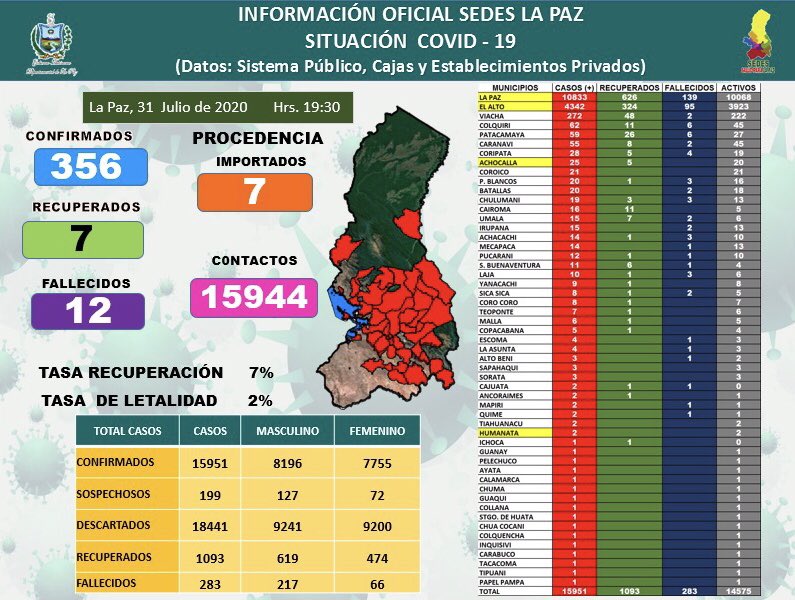 INFORMACIÓN OFICIAL SEDES LA PAZ
SITUACIÓN COVID - 19
(Datos: Sistema Público, Cajas y Establecimientos Privados)
SEDES
La Paz, 31 Julio de 2020 Hrs. 19:30
CONFIRMADOS
356
RECUPERADOS
7
FALLECIDOS
12
PROCEDENCIA
IMPORTADOS
7
C0NTACTOS
15944
TASA RECUPERACIÓN 7%
TASA DE LETALIDAD 2%
TOTAL CASOS CASOS MASCULINO FEMENINO
CONFIRMADOS 15951 8196 7755
SOSPECHOSOS 199 127 72
DESCARTADOS 18441 9241 9200
RECUPERADOS 1093 619 474
FALLECIDOS 283 217 66
MUNICIPIOS CASOS (+) RECUPERADOS FALLECIDOS ACTIVOS
LA PAZ 10833 626 139 10068
EL ALTO 4342 324 95 3923
VIACHA 272 48 2 222
COLQUIRI 62 11 6 45
PATACAMAYA 59 26 6 27
CARANAVI 55 8 2 45
CORIPATA 28 5 4 19
ACHOCALLA 25 5 20
COROICO 21 21
P. BLANCOS 20 1 3 16
BATALLAS 20 2 18
CHULUMANI 19 3 3 13
CAIROMA 16 11 5
UMALA 15 7 2 6
IRUPANA 15 2 13
ACHACACHI 14 1 3 10
MECAPACA 14 1 13
PUCARANI 12 1 1 10
S. BUENAVENTURA 11 6 1 4
LAJA 10 1 3 6
YANACACHI 9 1 8
SICA SICA 8 1 2 5
CORO CORO 8 1 7
TEOPONTE 7 1 6
MALLA 6 1 5
COPACABANA 5 1 4
ESCOMA 4 1 3
LA ASUNTA 4 1 3
ALTO BENI 3 1 2
SAPAHAQUI 3 3
SORATA 3 3
CAJUATA 2 1 1 0
ANCORAIMES 2 1 1
MAPIRI 2 1 1
QUIME 2 1 1
TIAHUANACU 2 2
HUMANATA 2 2
ICHOCA 1 1 0
GUANAY 1 1
PELECHUCO 1 1
AYATA 1 1
CALAMARCA 1 1
CHUMA 1 1
GUAQUI 1 1
COLLANA 1 1
STGO. DE HUATA 1 1
CHUA COCANI 1 1
COLQUENCHA 1 1
INQUISIVI 1 1
CARABUCO 1 1
TACACOMA 1 1
TIPUANI 1 1
PAPEL PAMPA 1 1
TOTAL 15951 1093 283 14575